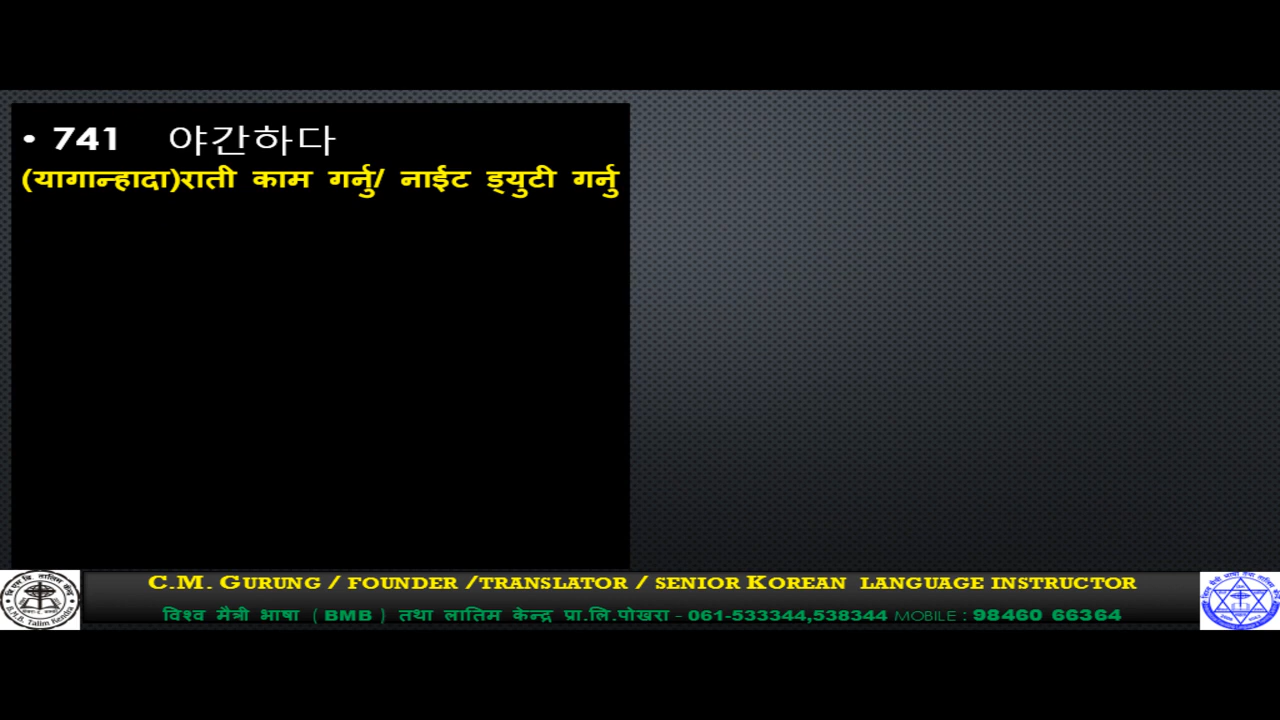 • 741 야간하다
(यागान्हादा)राती काम गर्नु/ नाईट ड्युटी गर्नु
C.M. GURUNG / FOUNDER /TRANSLATOR / SENIOR KOREAN LANGUAGE INSTRUCTOR
विश्व मैत्री भाषा ( BMB ) तथा लातिम केन्द्र प्रा.लि.पोखरा - 061-533344,538344 MOBILE : 98460 66364